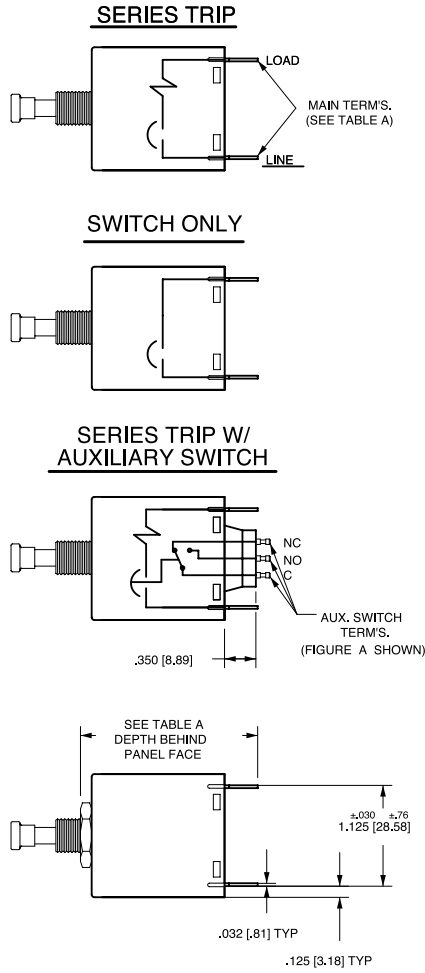 SERIES TRIP
LOAD
MAIN TERM'S.
(SEE TABLE A)
LINE
SWITCH ONLY
SERIES TRIP W/
AUXILIARY SWITCH
NC
NO
C
AUX. SWITCH
TERM'S.
(FIGURE A SHOWN)
.350 [8.89]
SEE TABLE A
DEPTH BEHIND
PANEL FACE
±.030 ±.76
1.125 [28.58]
.032 [.81] TYP
.125 [3.18] TYP